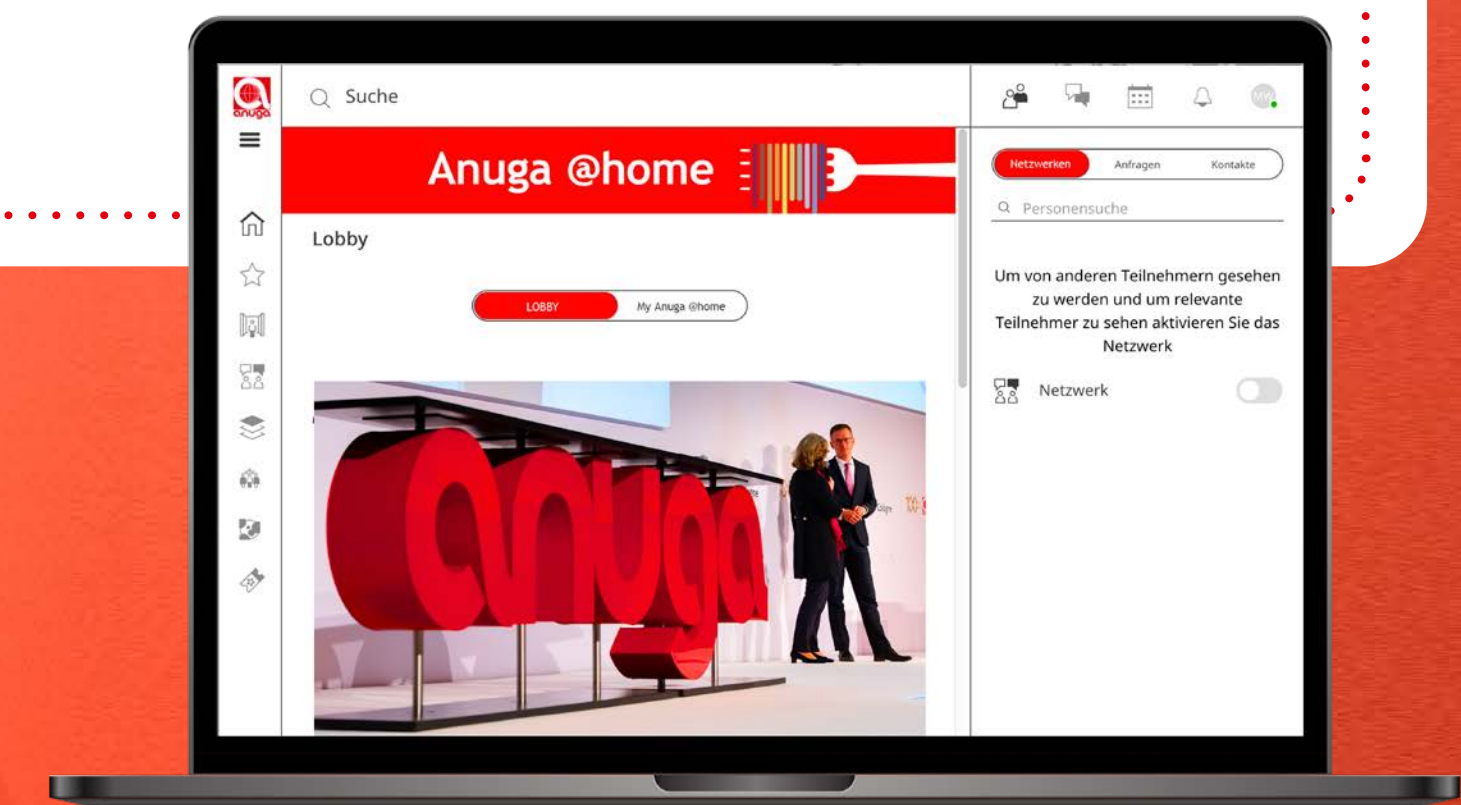 anuga
Suche
MW
Anuga @home
Netzwerken
Anfragen
Kontakte
Personensuche
Lobby
LOBBY
My Anuga @home
Um von anderen Teilnehmern gesehen
zu werden und um relevante
Teilnehmer zu sehen aktivieren Sie das
Netzwerk
Netzwerk
anuga